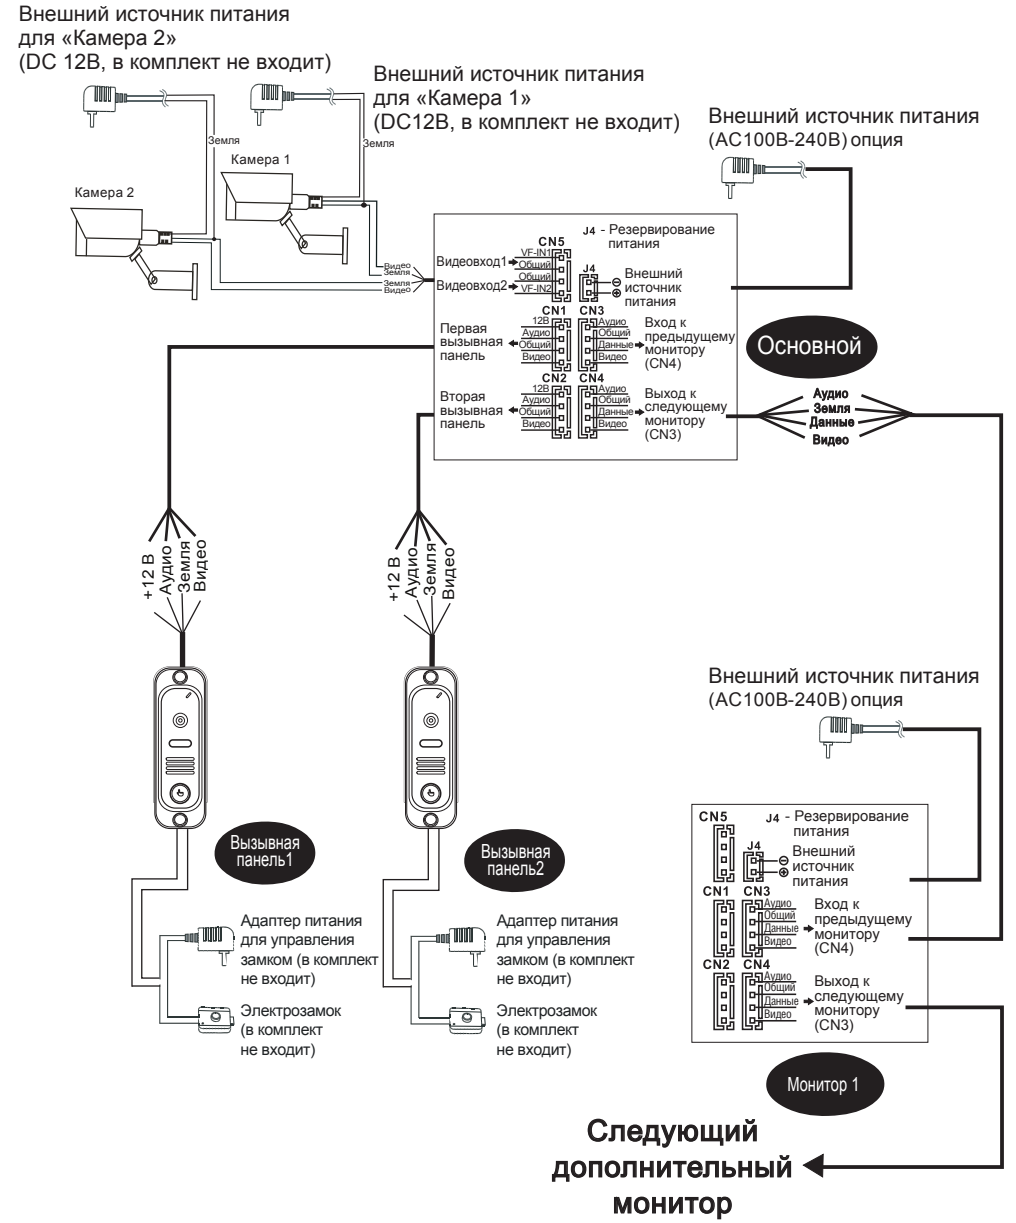 Внешний источник питания
для «Камера 2»
(DC 12В, в комплект не входит)
Внешний источник питания
для «Камера 1»
(DC12В, в комплект не входит)
Внешний источник питания
(AC100В-240В) опция
Земля
Земля
Камера 1
Камера 2
Видео
Земля
Земля
Видео
J4 - Резервирование
питания
CN5
Видеовход1
VF-IN1
Общий
Общий
Видеовход2
VF-IN2
J4
Внешний
источник
питания
CN1
Первая
вызывная
панель
12В
Аудио
Общий
Видео
CN3
Аудио
Общий
Данные
Видео
Вход к
предыдущему
монитору
(CN4)
CN2
Вторая
вызывная
панель
12В
Аудио
Общий
Видео
CN4
Аудио
Общий
Данные
Видео
Выход к
следующему
монитору
(CN3)
Основной
Аудио
Земля
Данные
Видео
+12 В
Аудио
Земля
Видео
+12 В
Аудио
Земля
Видео
Вызывная
панель1
Вызывная
панель2
Адаптер питания
для управления
замком (в комплект
не входит)
Электрозамок
(в комплект
не входит)
Адаптер питания
для управления
замком (в комплект
не входит)
Электрозамок
(в комплект
не входит)
Внешний источник питания
(AC100В-240В) опция
CN5
J4 - Резервирование
питания
J4
Внешний
источник
питания
CN1
CN3
Аудио
Общий
Данные
Видео
Вход к
предыдущему
монитору
(CN4)
CN2
CN4
Аудио
Общий
Данные
Видео
Выход к
следующему
монитору
(CN3)
Монитор 1
Следующий
дополнительный
монитор